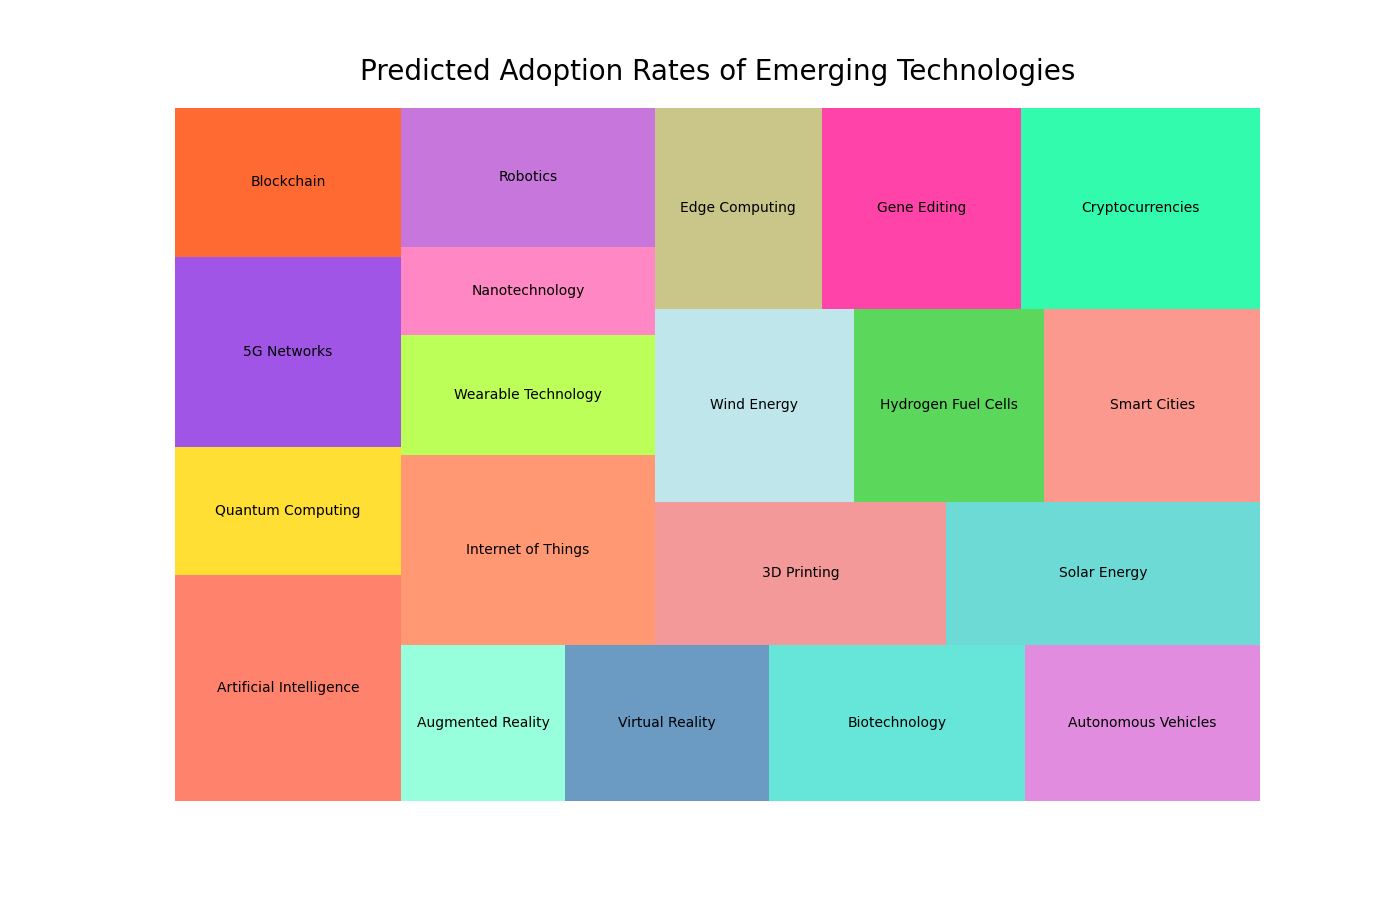 Predicted Adoption Rates of Emerging Technologies
Blockchain
Robotics
Edge Computing
Gene Editing
Cryptocurrencies
Nanotechnology
5G Networks
Wearable Technology
Wind Energy
Hydrogen Fuel Cells
Smart Cities
Quantum Computing
Internet of Things
3D Printing
Solar Energy
Artificial Intelligence
Augmented Reality
Virtual Reality
Biotechnology
Autonomous Vehicles